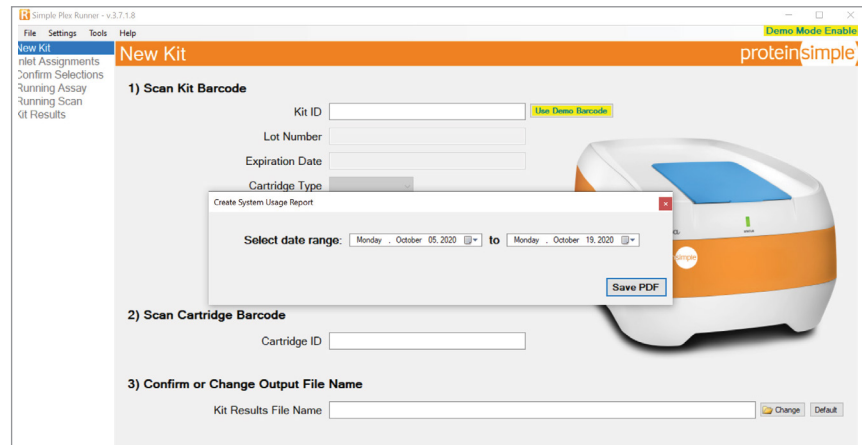 Simple Plex Runner - v.3.7.1.8
File Settings Tools Help
Demo Mode Enable
New Kit
Inlet Assignments
Confirm Selections
Running Assay
Running Scan
Kit Results
New Kit
proteinsimple
1) Scan Kit Barcode
Kit ID
Use Demo Barcode
Lot Number
Expiration Date
Cartridge Type
Create System Usage Report
Select date range: Monday , October 05, 2020 to Monday , October 19, 2020
Save PDF
simple
2) Scan Cartridge Barcode
Cartridge ID
3) Confirm or Change Output File Name
Kit Results File Name
Change Default